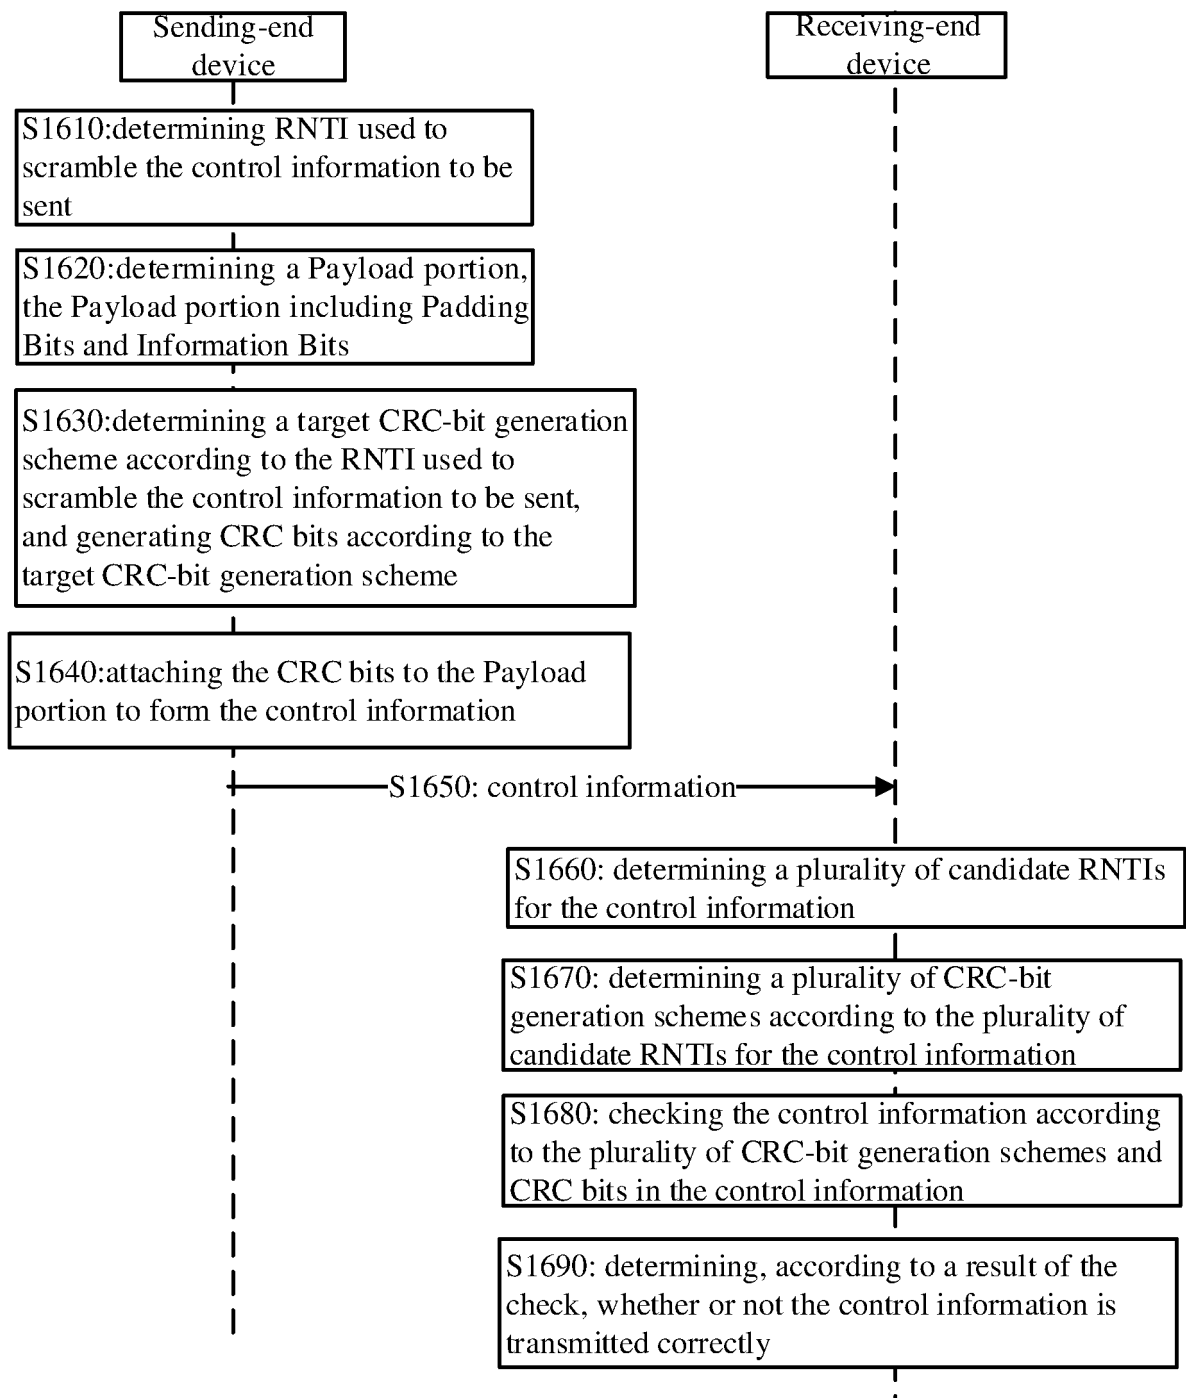 Sending-end
device
Receiving-end
device
S1610:determining RNTI used to
scramble the control information to be
sent
S1620:determining a Payload portion,
the Payload portion including Padding
Bits and Information Bits
S1630:determining a target CRC-bit generation
scheme according to the RNTI used to
scramble the control information to be sent,
and generating CRC bits according to the
target CRC-bit generation scheme
S1640:attaching the CRC bits to the Payload
portion to form the control information
S1650: control information
S1660: determining a plurality of candidate RNTIs
for the control information
S1670: determining a plurality of CRC-bit
generation schemes according to the plurality of
candidate RNTIs for the control information
S1680: checking the control information according
to the plurality of CRC-bit generation schemes and
CRC bits in the control information
S1690: determining, according to a result of the
check, whether or not the control information is
transmitted correctly